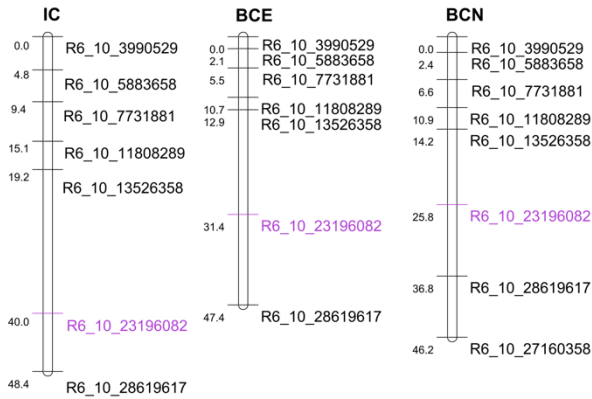 IC
0.0 R6_10_3990529
4.8 R6_10_5883658
9.4 R6_10_7731881
15.1 R6_10_11808289
19.2 R6_10_13526358
40.0 R6_10_23196082
48.4 R6_10_28619617
BCE
0.0 R6_10_3990529
2.1 R6_10_5883658
5.5 R6_10_7731881
10.7 R6_10_11808289
12.9 R6_10_13526358
31.4 R6_10_23196082
47.4 R6_10_28619617
BCN
0.0 R6_10_3990529
2.4 R6_10_5883658
6.6 R6_10_7731881
10.9 R6_10_11808289
14.2 R6_10_13526358
25.8 R6_10_23196082
36.8 R6_10_28619617
46.2 R6_10_27160358